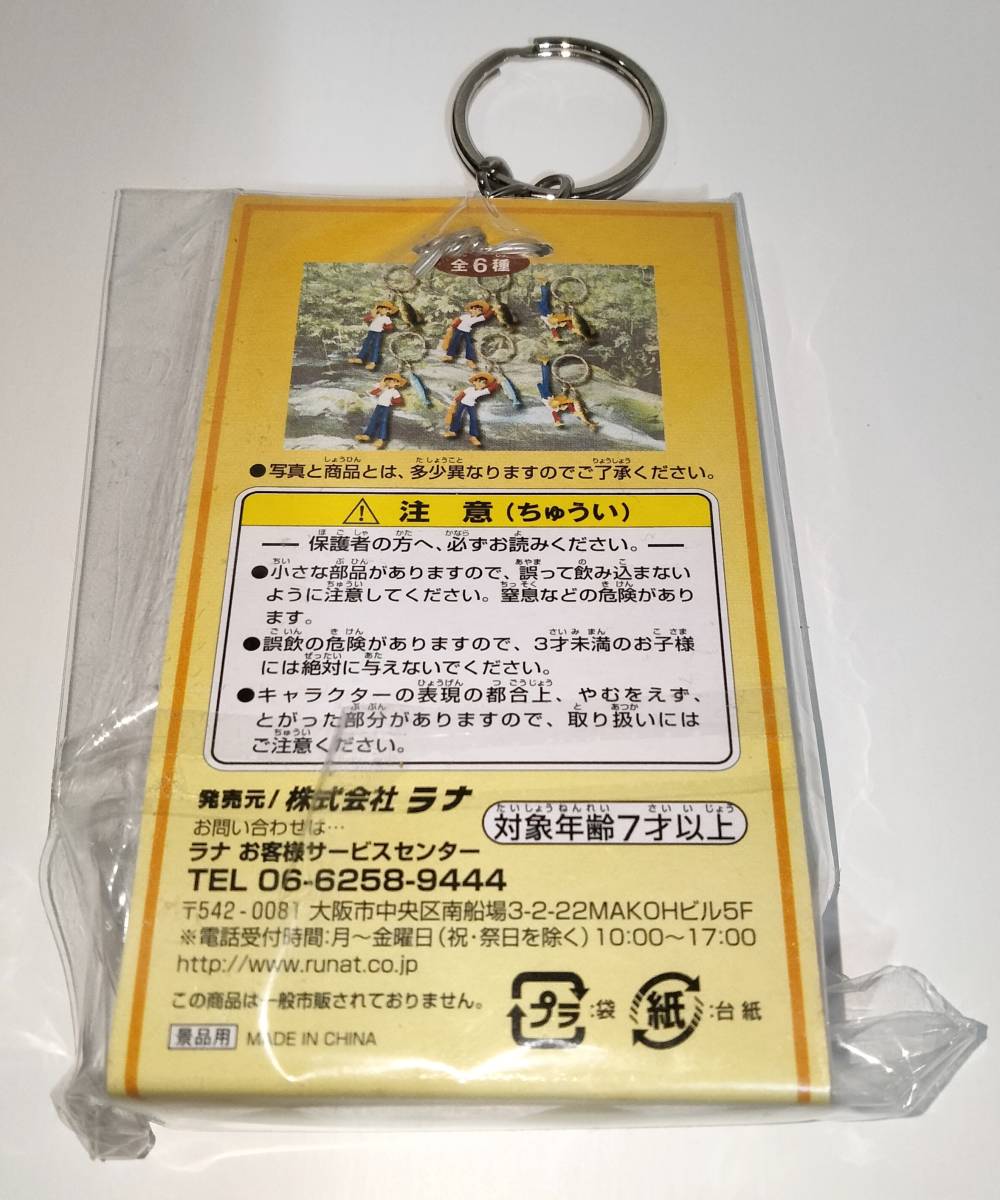 全6種
●写真と商品とは、多少異なりますのでご了承ください。
⚠ 注意(ちゅうい)
― 保護者の方へ、必ずお読みください。―
●小さな部品がありますので、誤って飲み込まない
ように注意してください。窒息などの危険があり
ます。
●誤飲の危険がありますので、3才未満のお子様
には絶対に与えないでください。
●キャラクターの表現の都合上、やむをえず、
とがった部分がありますので、取り扱いには
ご注意ください。
発売元/株式会社 ラナ
お問い合わせは…
対象年齢7才以上
ラナ お客様サービスセンター
TEL 06-6258-9444
〒542-0081 大阪市中央区南船場3-2-22MAKOHビル5F
※電話受付時間:月～金曜日(祝・祭日を除く)10:00～17:00
http://www.runat.co.jp
この商品は一般市販されておりません。
プラ :袋 紙 :台紙
景品用 MADE IN CHINA